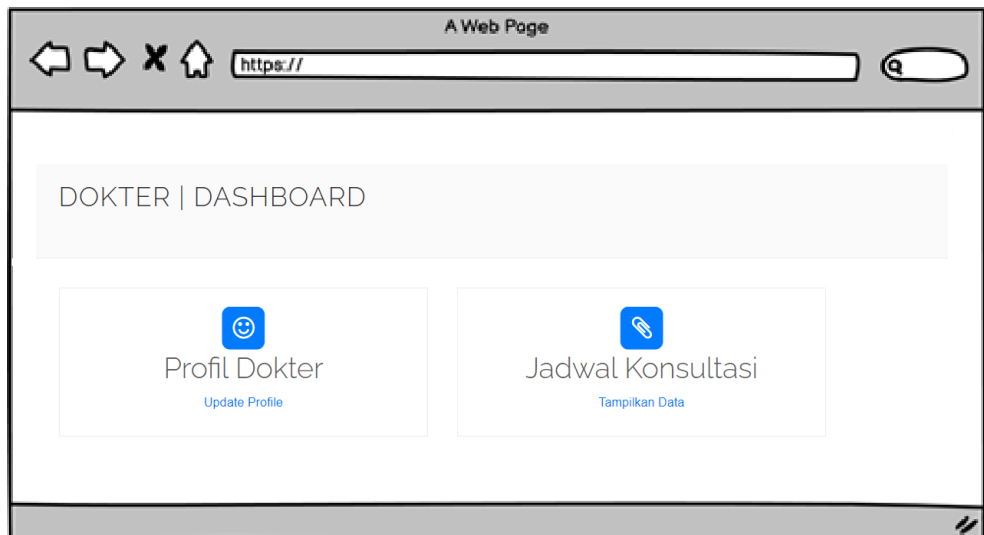 A Web Page
https://
DOKTER | DASHBOARD
Profil Dokter
Update Profile
Jadwal Konsultasi
Tampilkan Data